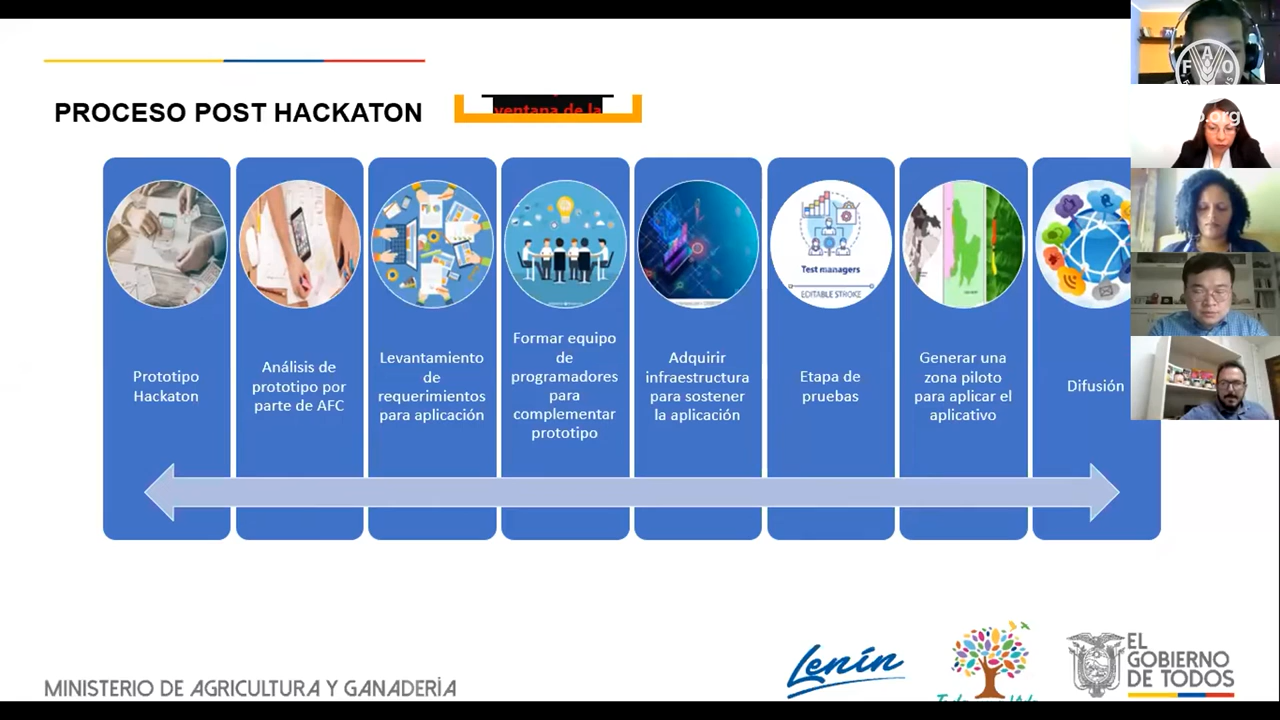 PROCESO POST HACKATON
ventana de la
FAO
.org
Test managers
EDITABLE STROKE
Prototipo
Hackaton
Análisis de
prototipo por
parte de AFC
Levantamiento
de
requerimientos
para aplicación
Formar equipo
de
programadores
para
complementar
prototipo
Adquirir
infraestructura
para sostener
la aplicación
Etapa de
pruebas
Generar una
zona piloto
para aplicar el
aplicativo
Difusión
MINISTERIO DE AGRICULTURA Y GANADERÍA
Lenín
EL
GOBIERNO
DE TODOS